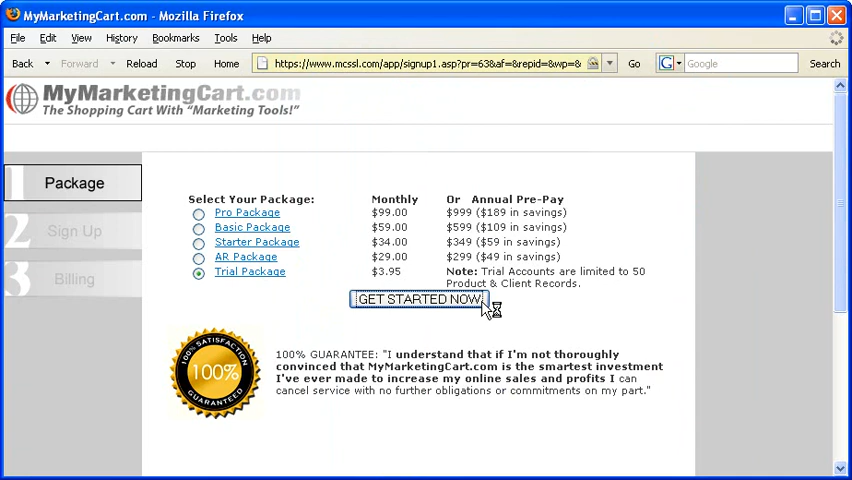 MyMarketingCart.com - Mozilla Firefox
File Edit View History Bookmarks Tools Help
Back Forward Reload Stop Home https://www.mcssl.com/app/signup1.asp?pr=63&af=&repid=&wp=& Go G Google Search
MyMarketingCart.com
The Shopping Cart With “Marketing Tools!”
1 Package
2 Sign Up
3 Billing
Select Your Package: Monthly Or Annual Pre-Pay
Pro Package $99.00 $999 ($189 in savings)
Basic Package $59.00 $599 ($109 in savings)
Starter Package $34.00 $349 ($59 in savings)
AR Package $29.00 $299 ($49 in savings)
Trial Package $3.95 Note: Trial Accounts are limited to 50
Product & Client Records.
GET STARTED NOW
100% SATISFACTION
100%
GUARANTEED
100% GUARANTEE: "I understand that if I'm not thoroughly
convinced that MyMarketingCart.com is the smartest investment
I've ever made to increase my online sales and profits I can
cancel service with no further obligations or commitments on my part."